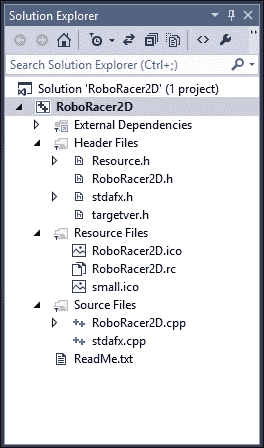 Solution Explorer
Search Solution Explorer (Ctrl+;)
Solution 'RoboRacer2D' (1 project)
RoboRacer2D
External Dependencies
Header Files
Resource.h
RoboRacer2D.h
stdafx.h
targetver.h
Resource Files
RoboRacer2D.ico
RoboRacer2D.rc
small.ico
Source Files
RoboRacer2D.cpp
stdafx.cpp
ReadMe.txt